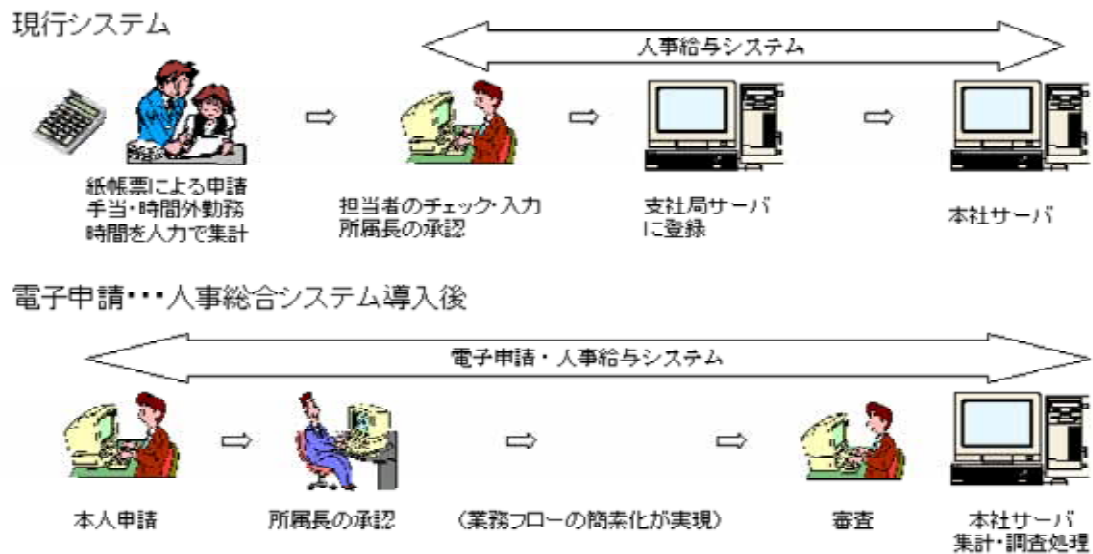 現行システム
人事給与システム
紙帳票による申請
手当・時間外勤務
時間を人力で集計
担当者のチェック・入力
所属長の承認
支社局サーバ
に登録
本社サーバ
電子申請・・・人事総合システム導入後
電子申請・人事給与システム
本人申請
所属長の承認
（業務フローの簡素化が実現）
審査
本社サーバ
集計・調査処理